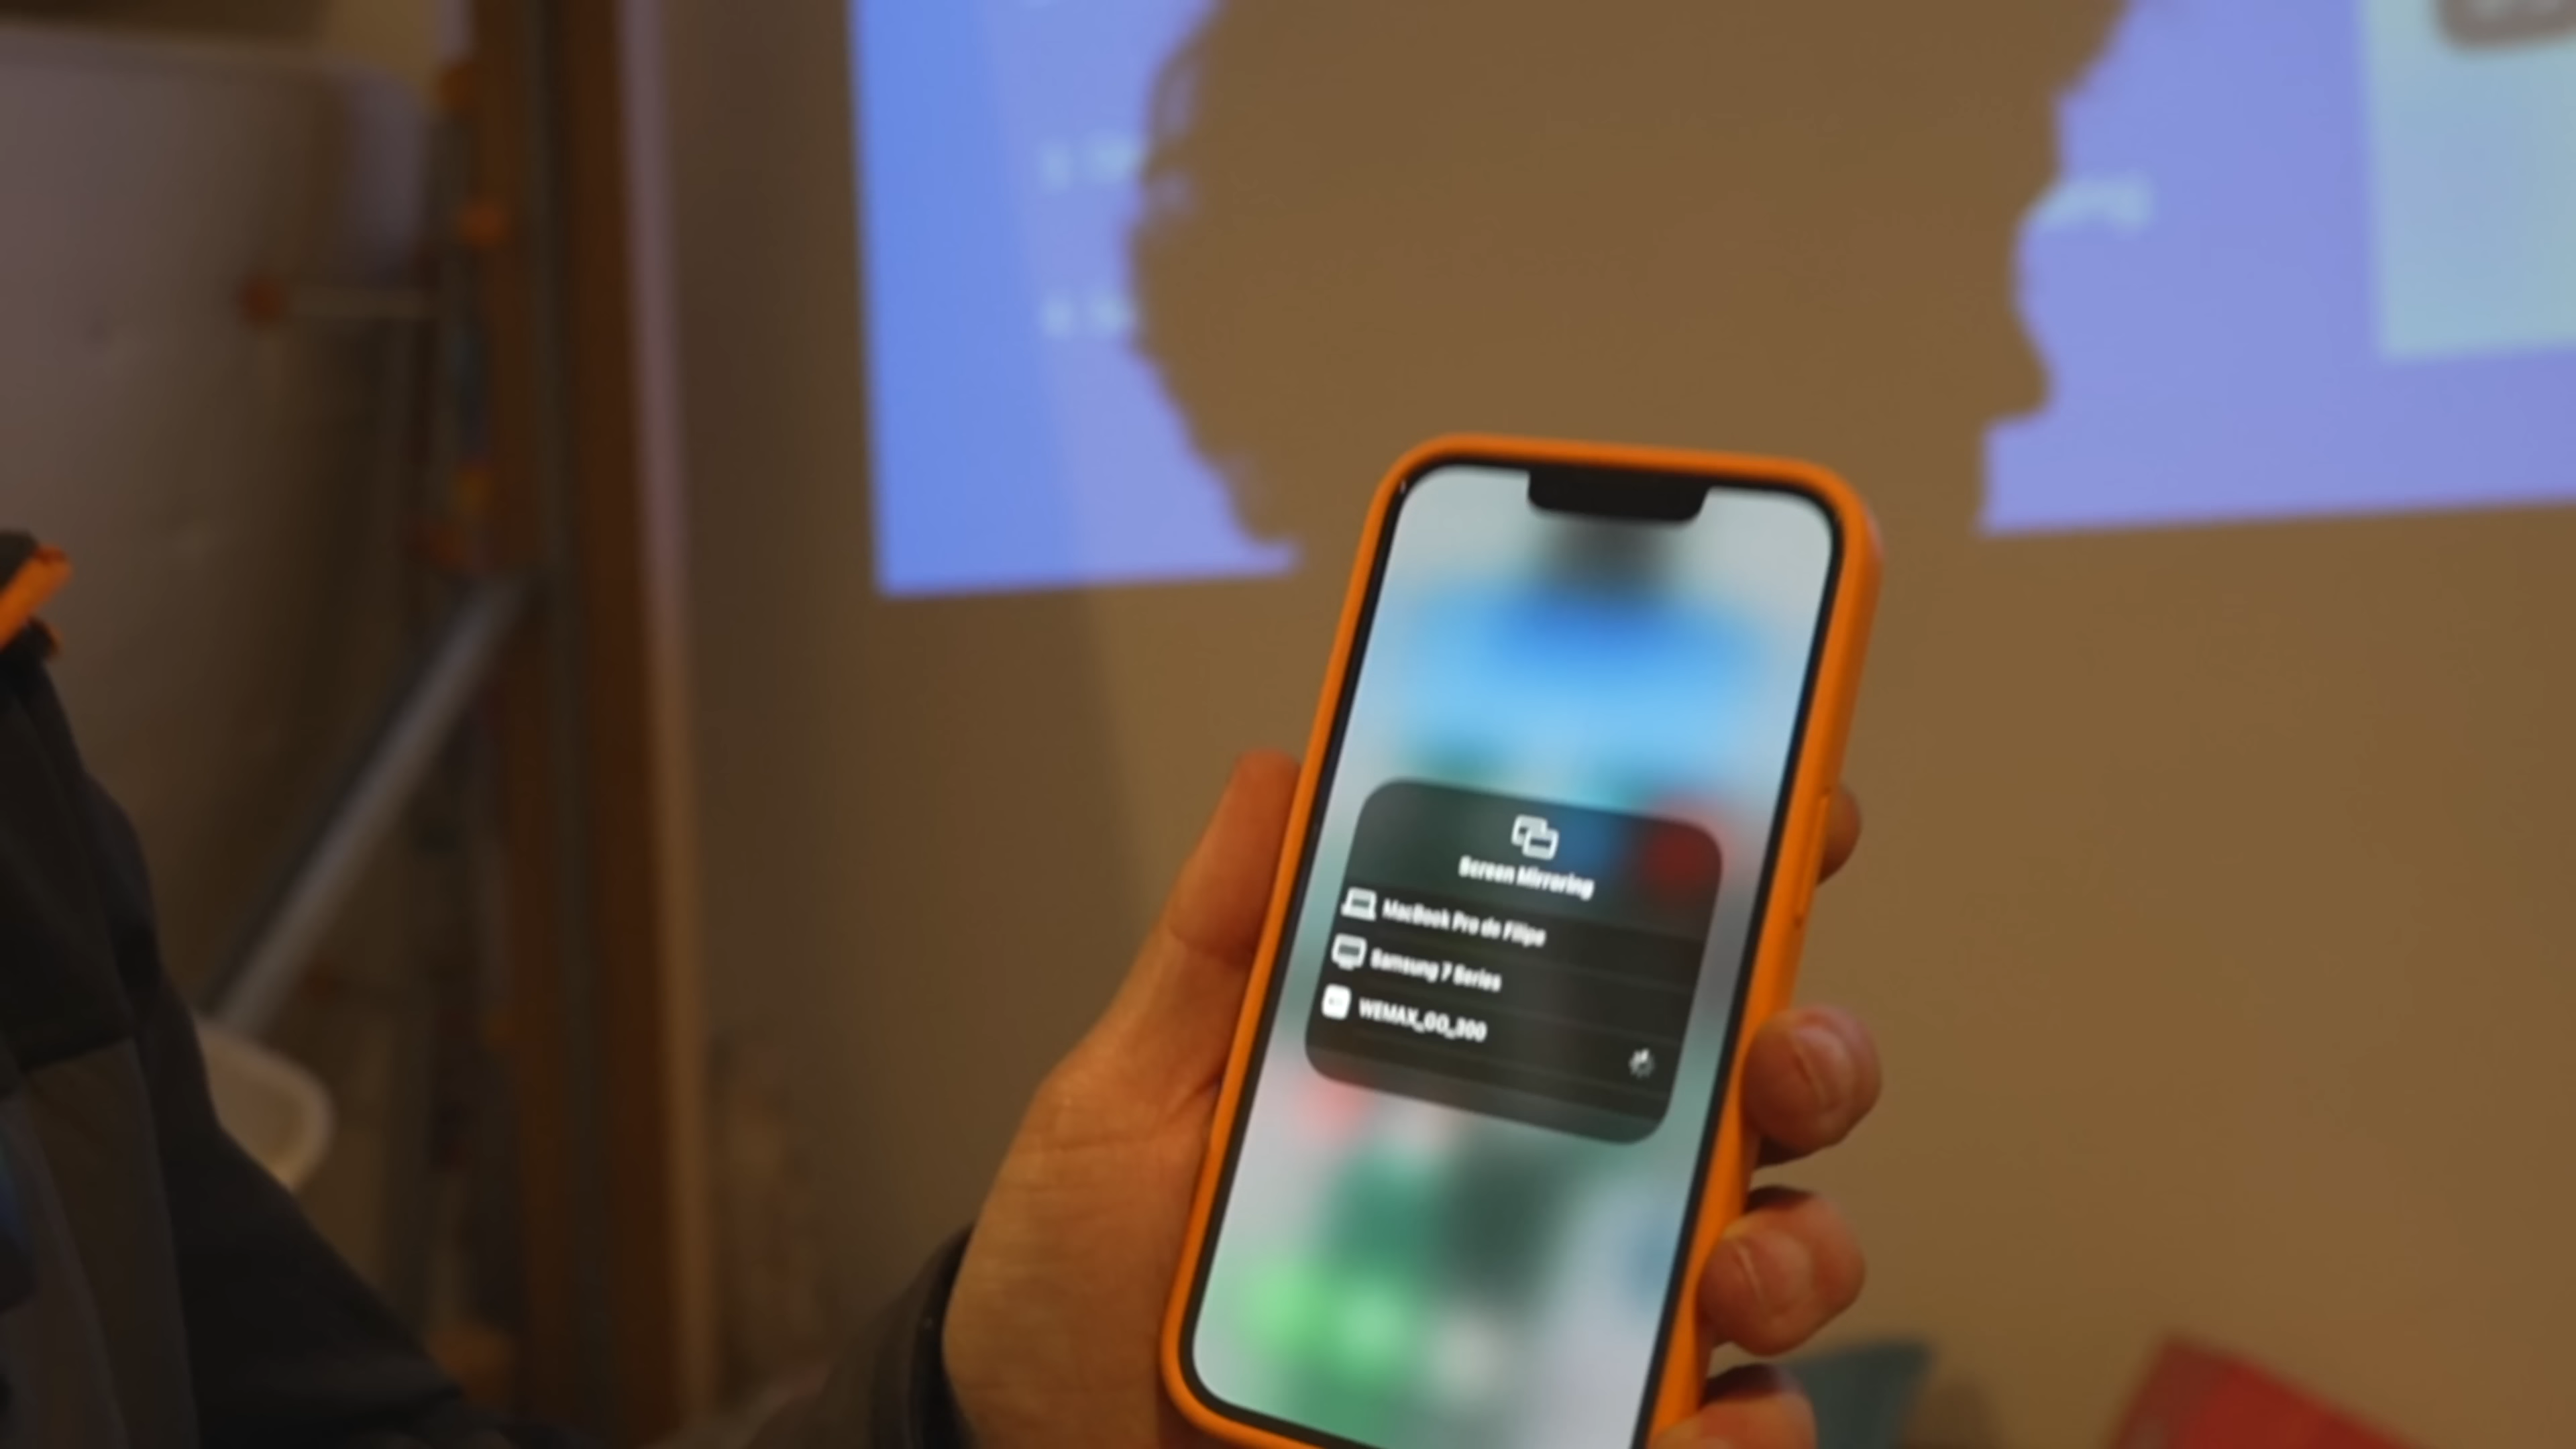 Screen Mirroring
MacBook Pro de Filipe
Samsung 7 Series
WEMAX_GO_300